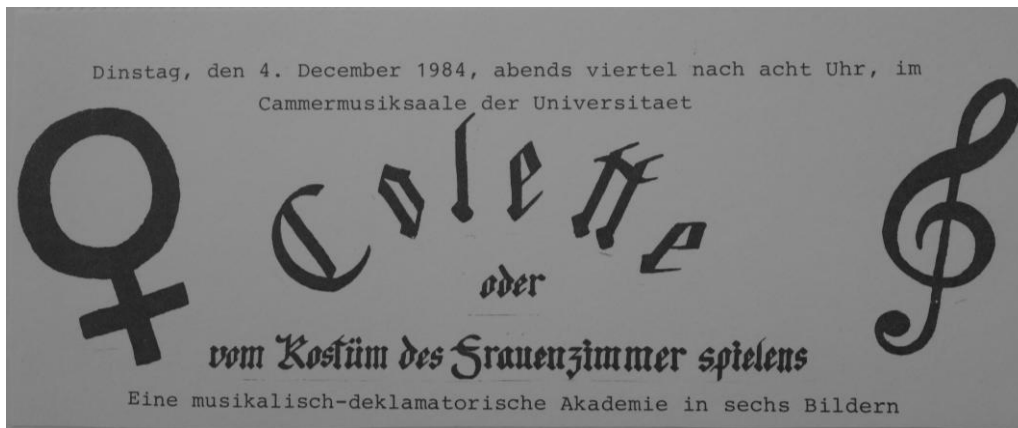 Dinstag, den 4. December 1984, abends viertel nach acht Uhr, im
Cammermusiksaale der Universitaet
Colette
oder
vom Kostüm des Frauenzimmer spielens
Eine musikalisch-deklamatorische Akademie in sechs Bildern